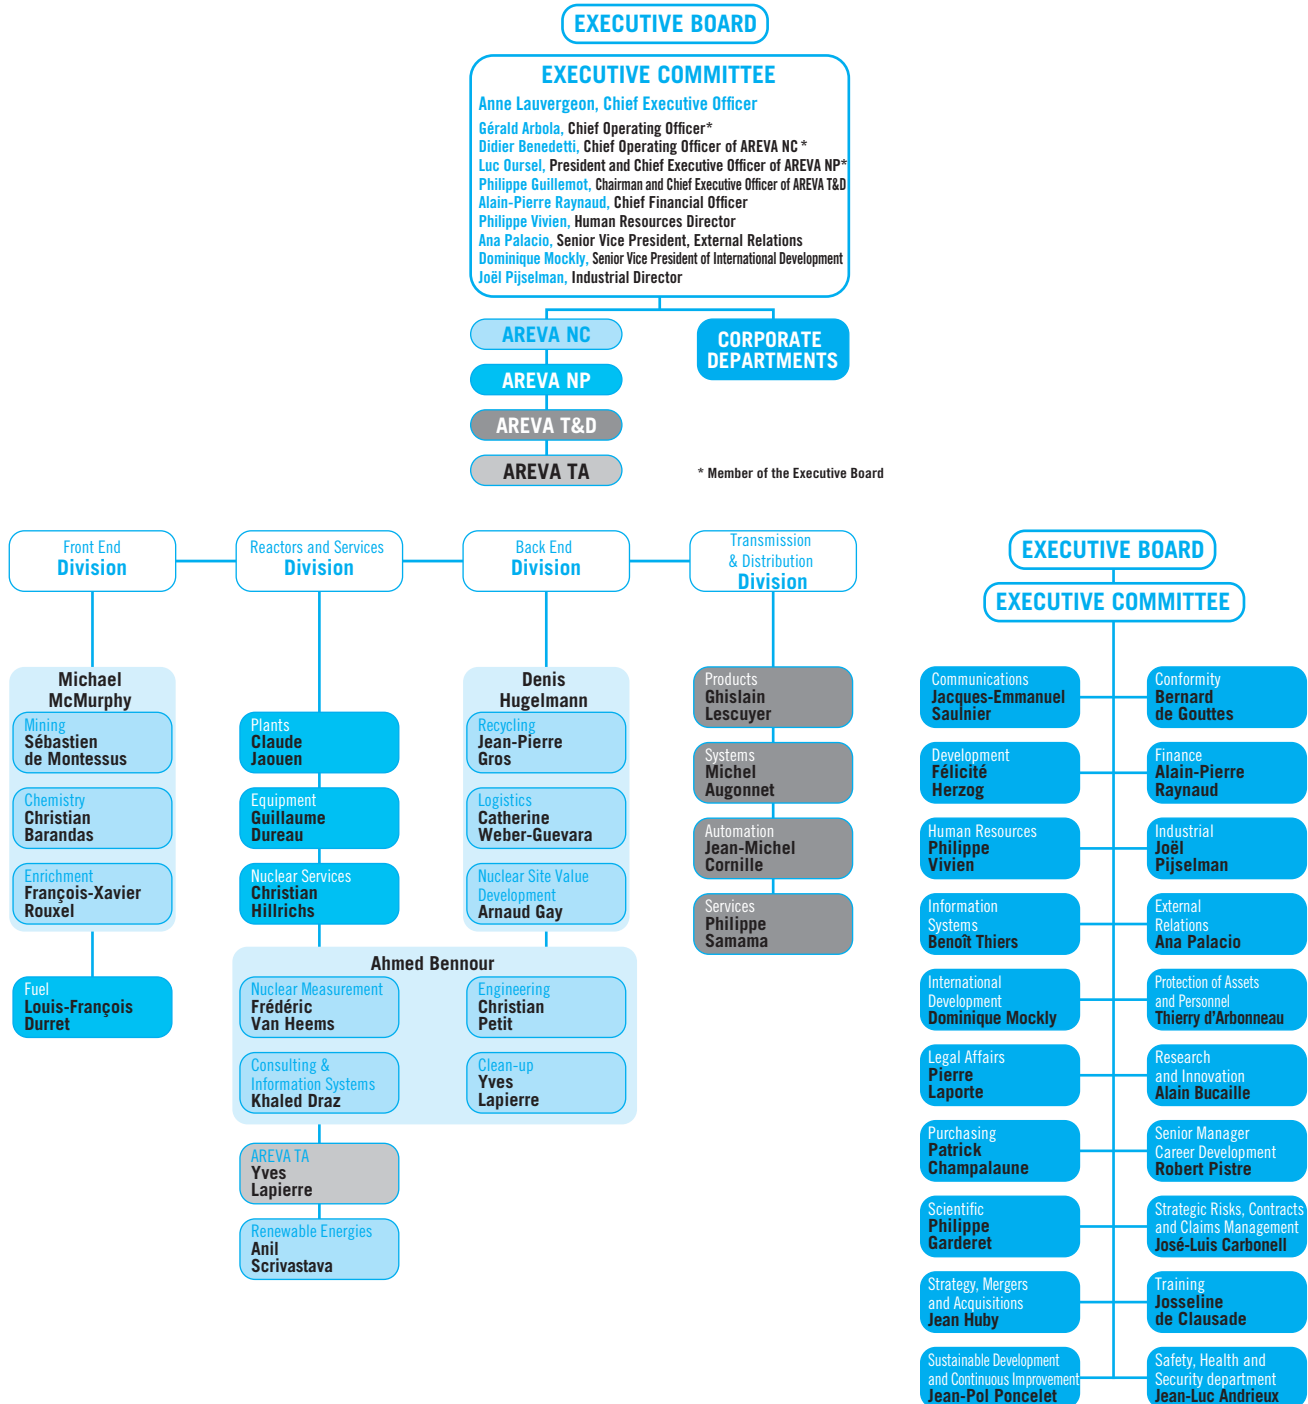 EXECUTIVE BOARD
EXECUTIVE COMMITTEE
Anne Lauvergeon, Chief Executive Officer
Gérald Arbola, Chief Operating Officer*
Didier Benedetti, Chief Operating Officer of AREVA NC *
Luc Oursel, President and Chief Executive Officer of AREVA NP*
Philippe Guillemot, Chairman and Chief Executive Officer of AREVA T&D
Alain-Pierre Raynaud, Chief Financial Officer
Philippe Vivien, Human Resources Director
Ana Palacio, Senior Vice President, External Relations
Dominique Mockly, Senior Vice President of International Development
Joël Pijselman, Industrial Director
AREVA NC
AREVA NP
AREVA T&D
AREVA TA
CORPORATE
DEPARTMENTS
* Member of the Executive Board
Front End
Division
Reactors and Services
Division
Back End
Division
Transmission
& Distribution
Division
Michael
McMurphy
Mining
Sébastien
de Montessus
Chemistry
Christian
Barandas
Enrichment
François-Xavier
Rouxel
Fuel
Louis-François
Durret
Plants
Claude
Jaouen
Equipment
Guillaume
Dureau
Nuclear Services
Christian
Hillrichs
Denis
Hugelmann
Recycling
Jean-Pierre
Gros
Logistics
Catherine
Weber-Guevara
Nuclear Site Value
Development
Arnaud Gay
Ahmed Bennour
Nuclear Measurement
Frédéric
Van Heems
Engineering
Christian
Petit
Consulting &
Information Systems
Khaled Draz
Clean-up
Yves
Lapierre
AREVA TA
Yves
Lapierre
Renewable Energies
Anil
Scrivastava
Products
Ghislain
Lescuyer
Systems
Michel
Augonnet
Automation
Jean-Michel
Cornille
Services
Philippe
Samama
EXECUTIVE BOARD
EXECUTIVE COMMITTEE
Communications
Jacques-Emmanuel
Saulnier
Conformity
Bernard
de Gouttes
Development
Félicité
Herzog
Finance
Alain-Pierre
Raynaud
Human Resources
Philippe
Vivien
Industrial
Joël
Pijselman
Information
Systems
Benoît Thiers
External
Relations
Ana Palacio
International
Development
Dominique Mockly
Protection of Assets
and Personnel
Thierry d'Arbonneau
Legal Affairs
Pierre
Laporte
Research
and Innovation
Alain Bucaille
Purchasing
Patrick
Champalaune
Senior Manager
Career Development
Robert Pistre
Scientific
Philippe
Garderet
Strategic Risks, Contracts
and Claims Management
José-Luis Carbonell
Strategy, Mergers
and Acquisitions
Jean Huby
Training
Josseline
de Clausade
Sustainable Development
and Continuous Improvement
Jean-Pol Poncelet
Safety, Health and
Security department
Jean-Luc Andrieux